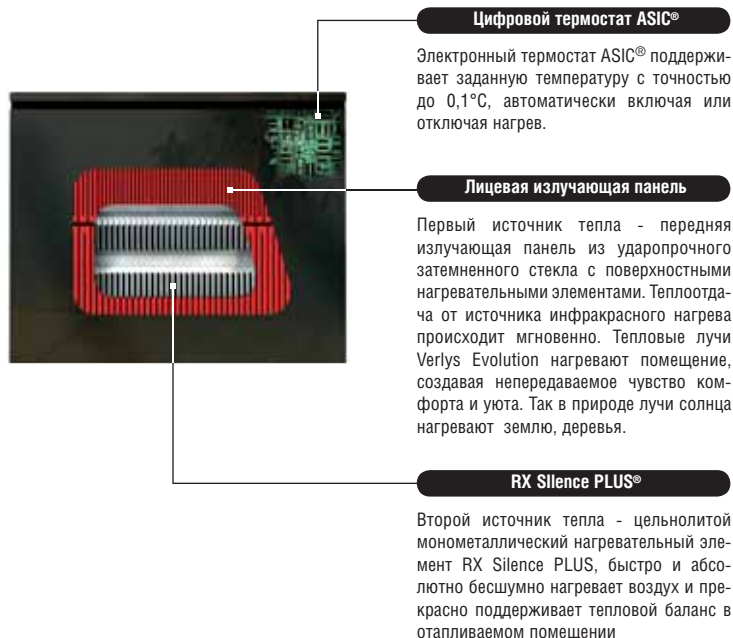 Цифровой термостат ASIC®
Электронный термостат ASIC® поддержи-
вает заданную температуру с точностью
до 0,1°C, автоматически включая или
отключая нагрев.
Лицевая излучающая панель
Первый источник тепла - передняя
излучающая панель из ударопрочного
затемненного стекла с поверхностными
нагревательными элементами. Теплоотда-
ча от источника инфракрасного нагрева
происходит мгновенно. Тепловые лучи
Verlys Evolution нагревают помещение,
создавая непередаваемое чувство ком-
форта и уюта. Так в природе лучи солнца
нагревают землю, деревья.
RX SIlence PLUS®
Второй источник тепла - цельнолитой
монометаллический нагревательный эле-
мент RX Silence PLUS, быстро и абсо-
лютно бесшумно нагревает воздух и пре-
красно поддерживает тепловой баланс в
отапливаемом помещении